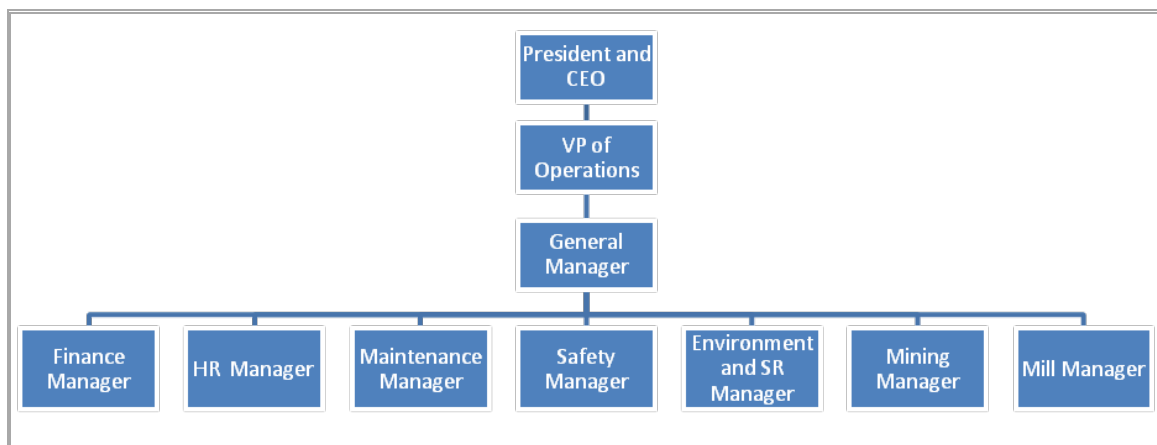 President and
CEO
VP of
Operations
General
Manager
Finance
Manager
HR Manager
Maintenance
Manager
Safety
Manager
Environment
and SR
Manager
Mining
Manager
Mill Manager